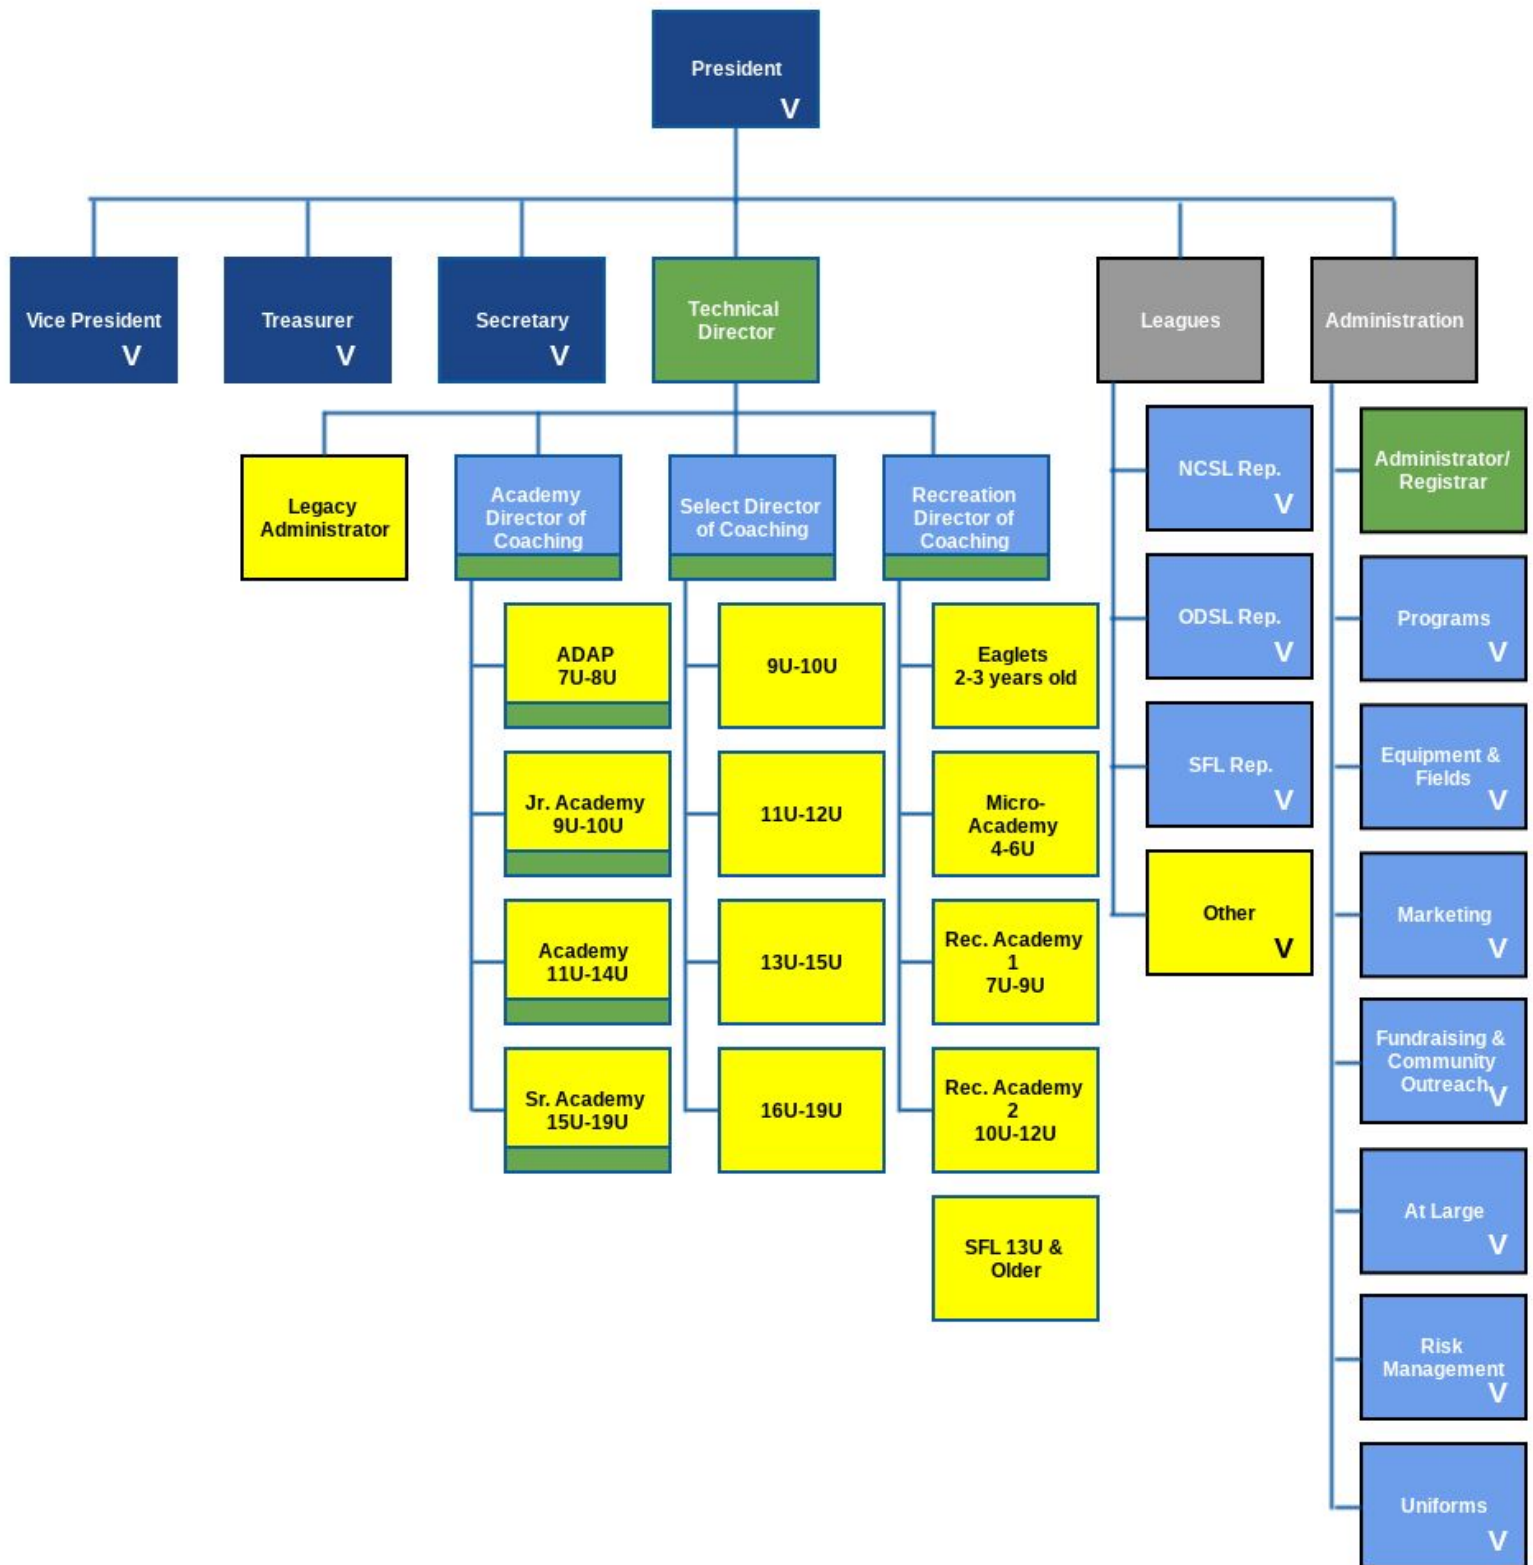 President
V
Vice President
V
Treasurer
V
Secretary
V
Technical
Director
Leagues
Administration
Legacy
Administrator
Academy
Director of
Coaching
Select Director
of Coaching
Recreation
Director of
Coaching
ADAP
7U-8U
Jr. Academy
9U-10U
Academy
11U-14U
Sr. Academy
15U-19U
9U-10U
11U-12U
13U-15U
16U-19U
Eaglets
2-3 years old
Micro-
Academy
4-6U
Rec. Academy
1
7U-9U
Rec. Academy
2
10U-12U
SFL 13U &
Older
NCSL Rep.
V
ODSL Rep.
V
SFL Rep.
V
Other
V
Administrator/
Registrar
Programs
V
Equipment &
Fields
V
Marketing
V
Fundraising &
Community
Outreach
V
At Large
V
Risk
Management
V
Uniforms
V